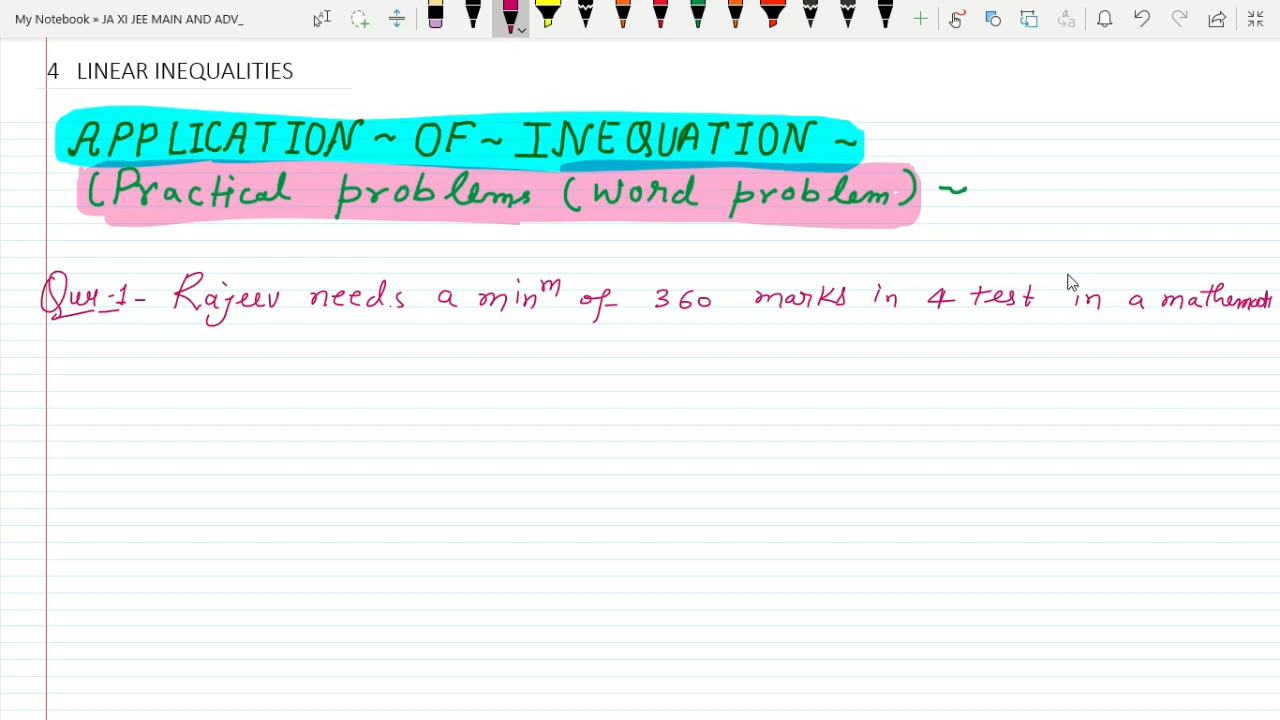 My Notebook » JA XI JEE MAIN AND ADV_
4 LINEAR INEQUALITIES
APPLICATION ~ OF ~ INEQUATION ~
(Practical problems (Word problem) ~
Que-1- Rajeev needs a minᵐ of 360 marks in 4 test in a mathemati